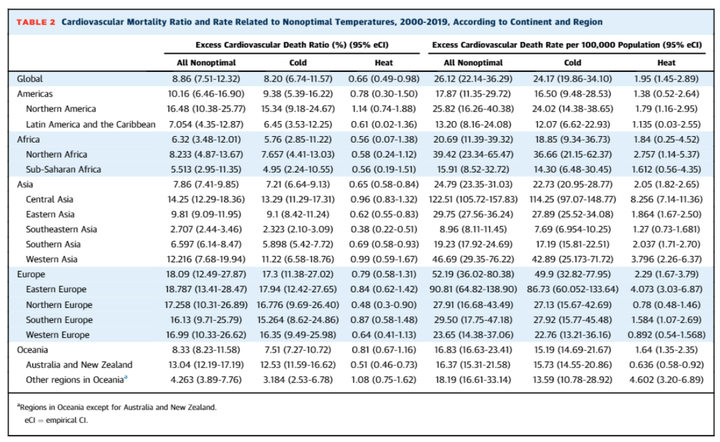 TABLE 2 Cardiovascular Mortality Ratio and Rate Related to Nonoptimal Temperatures, 2000-2019, According to Continent and Region
Excess Cardiovascular Death Ratio (%) (95% eCI) Excess Cardiovascular Death Rate per 100,000 Population (95% eCI)
All Nonoptimal Cold Heat All Nonoptimal Cold Heat
Global 8.86 (7.51-12.32) 8.20 (6.74-11.57) 0.66 (0.49-0.98) 26.12 (22.14-36.29) 24.17 (19.86-34.10) 1.95 (1.45-2.89)
Americas 10.16 (6.46-16.90) 9.38 (5.39-16.22) 0.78 (0.30-1.50) 17.87 (11.35-29.72) 16.50 (9.48-28.53) 1.38 (0.52-2.64)
Northern America 16.48 (10.38-25.77) 15.34 (9.18-24.67) 1.14 (0.74-1.88) 25.82 (16.26-40.38) 24.02 (14.38-38.65) 1.79 (1.16-2.95)
Latin America and the Caribbean 7.054 (4.35-12.87) 6.45 (3.53-12.25) 0.61 (0.02-1.36) 13.20 (8.16-24.08) 12.07 (6.62-22.93) 1.135 (0.03-2.55)
Africa 6.32 (3.48-12.01) 5.76 (2.85-11.22) 0.56 (0.07-1.38) 20.69 (11.39-39.32) 18.85 (9.34-36.73) 1.84 (0.25-4.52)
Northern Africa 8.233 (4.87-13.67) 7.657 (4.41-13.03) 0.58 (0.24-1.12) 39.42 (23.34-65.47) 36.66 (21.15-62.37) 2.757 (1.14-5.37)
Sub-Saharan Africa 5.513 (2.95-11.35) 4.95 (2.24-10.55) 0.56 (0.19-1.51) 15.91 (8.52-32.72) 14.30 (6.48-30.45) 1.612 (0.56-4.35)
Asia 7.86 (7.41-9.85) 7.21 (6.64-9.13) 0.65 (0.58-0.84) 24.79 (23.35-31.03) 22.73 (20.95-28.77) 2.05 (1.82-2.65)
Central Asia 14.25 (12.29-18.36) 13.29 (11.29-17.31) 0.96 (0.83-1.32) 122.51 (105.72-157.83) 114.25 (97.07-148.77) 8.256 (7.14-11.36)
Eastern Asia 9.81 (9.09-11.95) 9.1 (8.42-11.24) 0.62 (0.55-0.83) 29.75 (27.56-36.24) 27.89 (25.52-34.08) 1.864 (1.67-2.50)
Southeastern Asia 2.707 (2.44-3.46) 2.323 (2.10-3.09) 0.38 (0.22-0.51) 8.96 (8.11-11.45) 7.69 (6.954-10.25) 1.27 (0.73-1.681)
Southern Asia 6.597 (6.14-8.47) 5.898 (5.42-7.72) 0.69 (0.58-0.93) 19.23 (17.92-24.69) 17.19 (15.81-22.51) 2.037 (1.71-2.70)
Western Asia 12.216 (7.68-19.94) 11.22 (6.58-18.76) 0.99 (0.59-1.67) 46.69 (29.35-76.22) 42.89 (25.173-71.72) 3.796 (2.26-6.37)
Europe 18.09 (12.49-27.87) 17.3 (11.38-27.02) 0.79 (0.58-1.31) 52.19 (36.02-80.38) 49.9 (32.82-77.95) 2.29 (1.67-3.79)
Eastern Europe 18.787 (13.41-28.47) 17.94 (12.42-27.65) 0.84 (0.62-1.42) 90.81 (64.82-138.90) 86.73 (60.052-133.64) 4.073 (3.03-6.87)
Northern Europe 17.258 (10.31-26.89) 16.776 (9.69-26.40) 0.48 (0.3-0.90) 27.91 (16.68-43.49) 27.13 (15.67-42.69) 0.78 (0.48-1.46)
Southern Europe 16.13 (9.71-25.79) 15.264 (8.62-24.86) 0.87 (0.58-1.48) 29.50 (17.75-47.18) 27.92 (15.77-45.48) 1.584 (1.07-2.69)
Western Europe 16.99 (10.33-26.62) 16.35 (9.49-25.98) 0.64 (0.41-1.13) 23.65 (14.38-37.06) 22.76 (13.21-36.16) 0.892 (0.54-1.568)
Oceania 8.33 (8.23-11.58) 7.51 (7.27-10.72) 0.81 (0.67-1.16) 16.83 (16.63-23.41) 15.19 (14.69-21.67) 1.64 (1.35-2.35)
Australia and New Zealand 13.04 (12.19-17.19) 12.53 (11.59-16.62) 0.51 (0.46-0.73) 16.37 (15.31-21.58) 15.73 (14.55-20.86) 0.636 (0.58-0.92)
Other regions in Oceaniaª 4.263 (3.89-7.76) 3.184 (2.53-6.78) 1.08 (0.75-1.62) 18.19 (16.61-33.14) 13.59 (10.78-28.92) 4.602 (3.20-6.89)
ªRegions in Oceania except for Australia and New Zealand.
eCI = empirical CI.